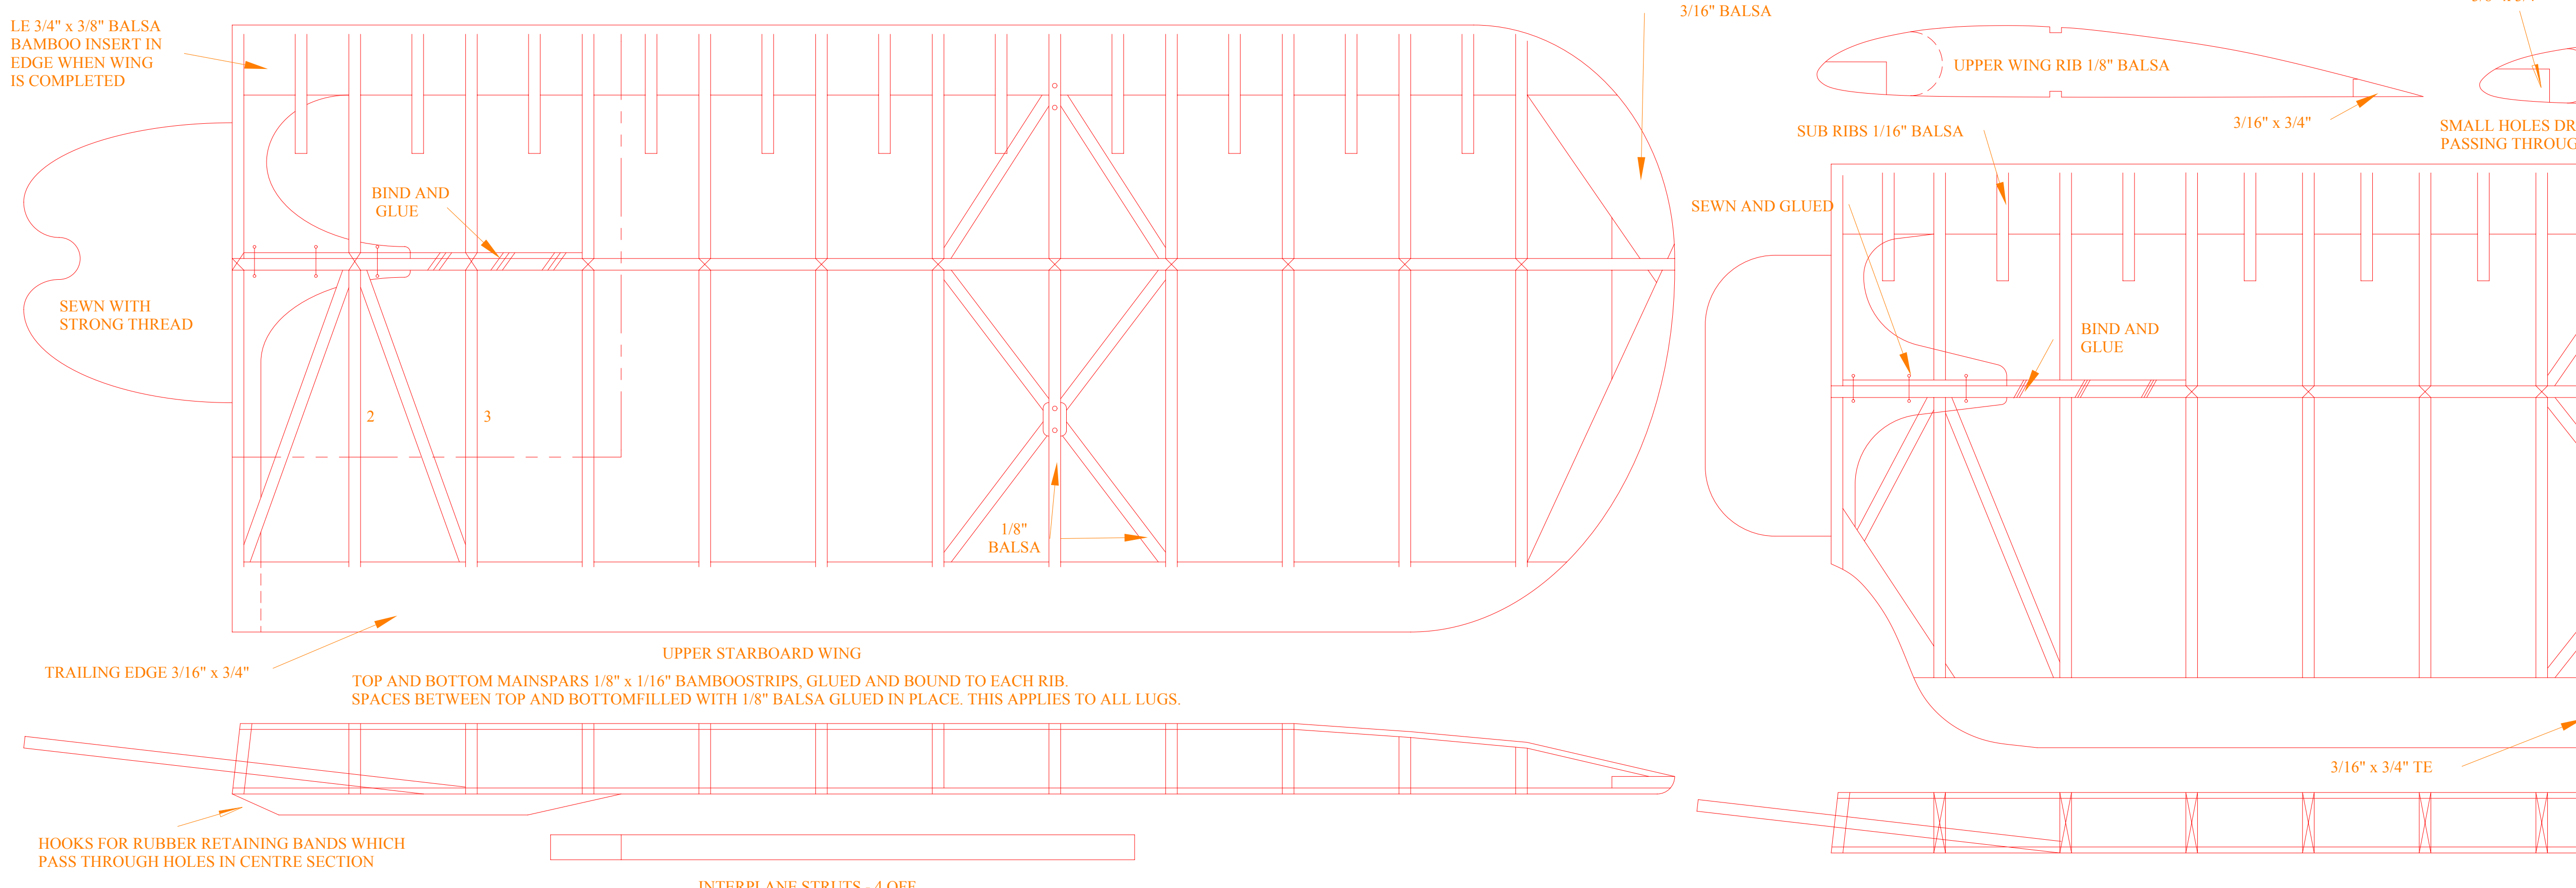 LE 3/4" x 3/8" BALSA
BAMBOO INSERT IN
EDGE WHEN WING
IS COMPLETED
3/16" BALSA
UPPER WING RIB 1/8" BALSA
3/16" x 3/4"
SUB RIBS 1/16" BALSA
SMALL HOLES DR
PASSING THROUG
BIND AND
GLUE
SEWN AND GLUED
SEWN WITH
STRONG THREAD
BIND AND
GLUE
2
3
1/8"
BALSA
TRAILING EDGE 3/16" x 3/4"
UPPER STARBOARD WING
TOP AND BOTTOM MAINSPARS 1/8" x 1/16" BAMBOOSTRIPS, GLUED AND BOUND TO EACH RIB.
SPACES BETWEEN TOP AND BOTTOMFILLED WITH 1/8" BALSA GLUED IN PLACE. THIS APPLIES TO ALL LUGS.
3/16" x 3/4" TE
HOOKS FOR RUBBER RETAINING BANDS WHICH
PASS THROUGH HOLES IN CENTRE SECTION
INTERPLANE STRUTS - 4 OFF